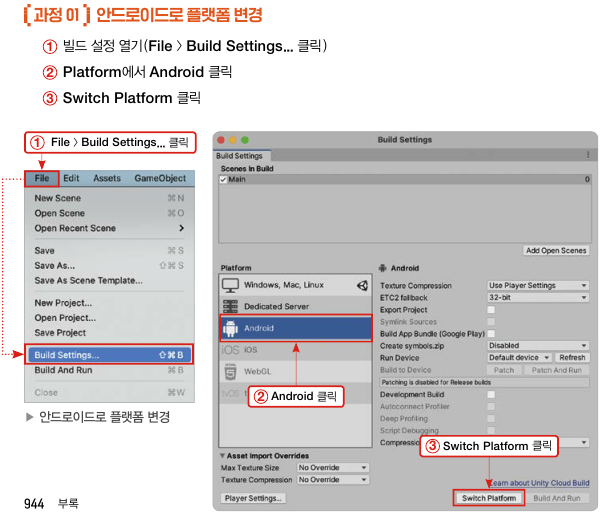 과정 01 안드로이드로 플랫폼 변경
① 빌드 설정 열기(File > Build Settings... 클릭)
② Platform에서 Android 클릭
③ Switch Platform 클릭
① File > Build Settings... 클릭
File Edit Assets GameObject
New Scene ⌘N
Open Scene ⌘O
Open Recent Scene >
Save ⌘S
Save As... ⇧⌘S
Save As Scene Template...
New Project...
Open Project...
Save Project
Build Settings... ⇧⌘B
Build And Run ⌘B
Close ⌘W
▶ 안드로이드로 플랫폼 변경
Build Settings
Build Settings
Scenes in Build
Main 0
Add Open Scenes
Platform
Windows, Mac, Linux
Dedicated Server
Android
iOS iOS
WebGL
tvOS
② Android 클릭
Android
Texture Compression Use Player Settings
ETC2 fallback 32-bit
Export Project
Symlink Sources
Build App Bundle (Google Play)
Create symbols.zip Disabled
Run Device Default device Refresh
Build to Device Patch Patch And Run
Patching is disabled for Release builds
Development Build
Autoconnect Profiler
Deep Profiling
Script Debugging
Compression
③ Switch Platform 클릭
Asset Import Overrides
Max Texture Size No Override
Texture Compression No Override
Learn about Unity Cloud Build
Player Settings... Switch Platform Build And Run
944 부록